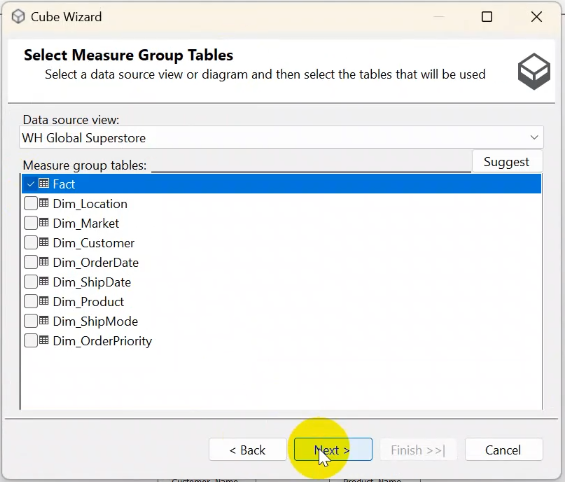 Cube Wizard
Select Measure Group Tables
Select a data source view or diagram and then select the tables that will be used
Data source view:
WH Global Superstore
Measure group tables:
Suggest
Fact
Dim_Location
Dim_Market
Dim_Customer
Dim_OrderDate
Dim_ShipDate
Dim_Product
Dim_ShipMode
Dim_OrderPriority
< Back
Next >
Finish >>|
Cancel
Customer_Name
Product_Name